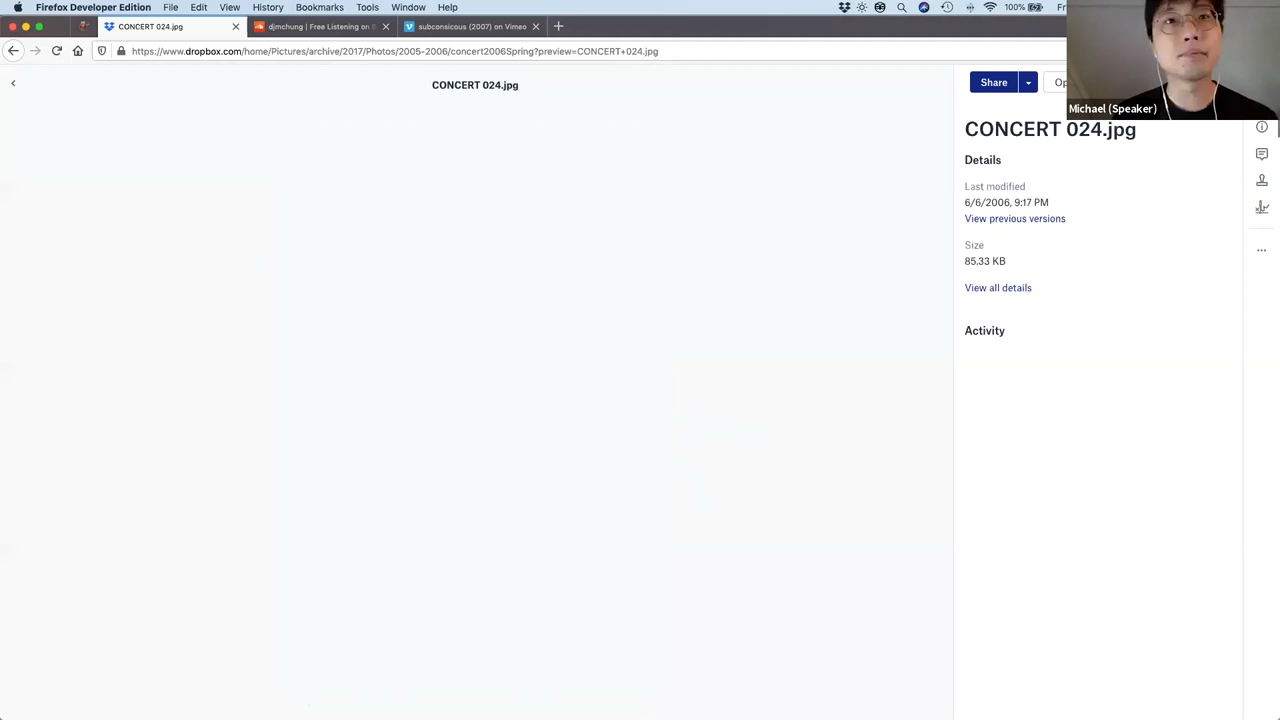 Firefox Developer Edition File Edit View History Bookmarks Tools Window Help 100% Fr
CONCERT 024.jpg djmchung | Free Listening on S subconsicous (2007) on Vimeo
https://www.dropbox.com/home/Pictures/archive/2017/Photos/2005-2006/concert2006Spring?preview=CONCERT+024.jpg
CONCERT 024.jpg
Share Op
Michael (Speaker)
CONCERT 024.jpg
Details
Last modified
6/6/2006, 9:17 PM
View previous versions
Size
85.33 KB
View all details
Activity